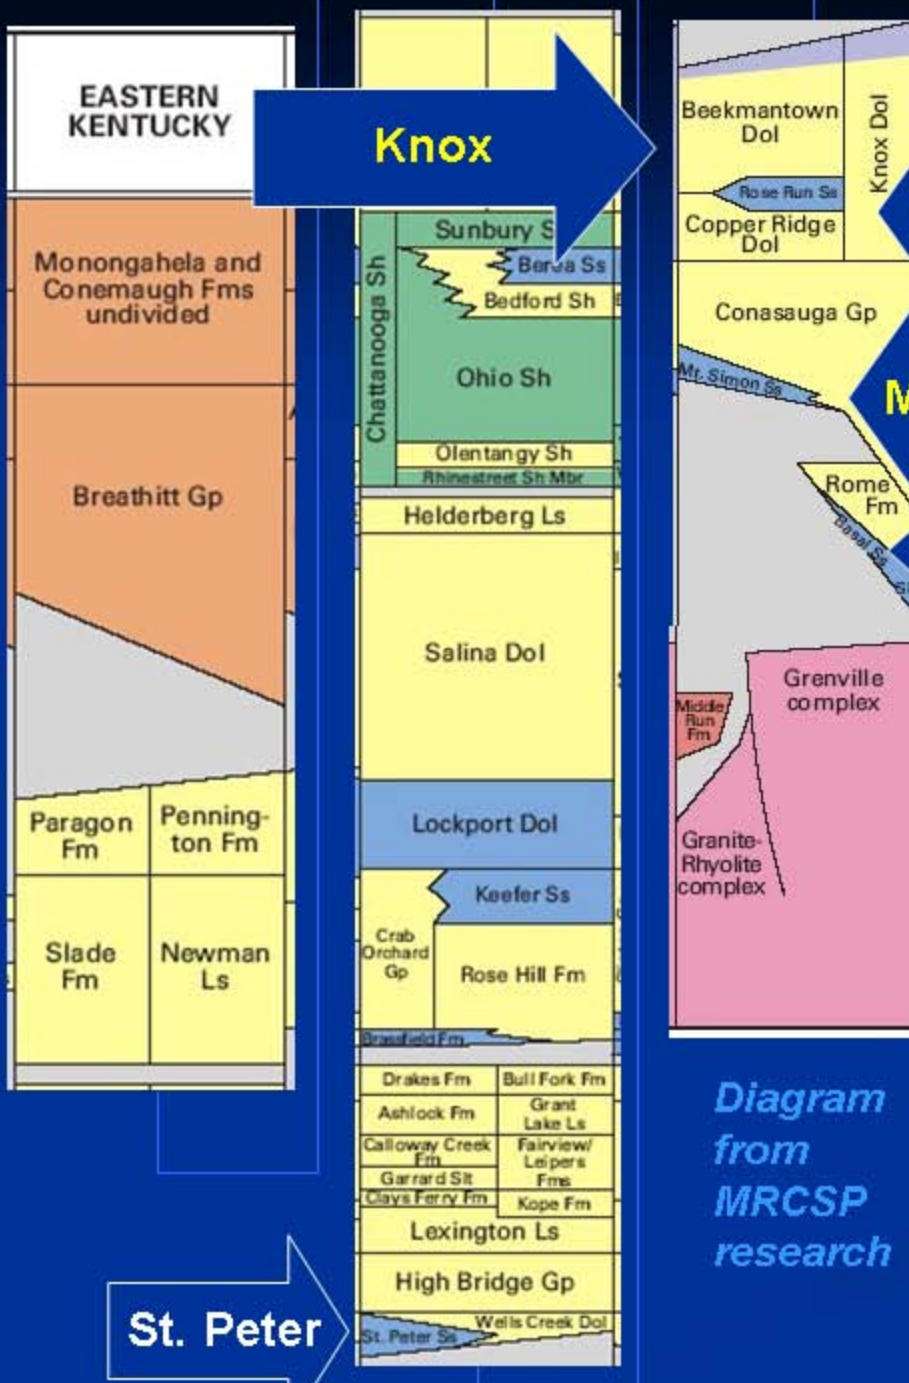 EASTERN
KENTUCKY
Monongahela and
Conemaugh Fms
undivided
Breathitt Gp
Paragon
Fm
Penning-
ton Fm
Slade
Fm
Newman
Ls
Knox
Chattanooga Sh
Sunbury S
Berea Ss
Bedford Sh
Ohio Sh
Olentangy Sh
Rhinestreet Sh Mbr
Helderberg Ls
Salina Dol
Lockport Dol
Keefer Ss
Crab
Orchard
Gp
Rose Hill Fm
Brassfield Fm
Drakes Fm
Bull Fork Fm
Ashlock Fm
Grant
Lake Ls
Calloway Creek
Fm
Fairview/
Leipers
Fms
Garrard Slt
Clays Ferry Fm
Kope Fm
Lexington Ls
High Bridge Gp
Wells Creek Dol
St. Peter Ss
St. Peter
Beekmantown
Dol
Knox Dol
Rose Run Ss
Copper Ridge
Dol
Conasauga Gp
Mt. Simon Ss
M
Rome
Fm
Basal Ss
Grenville
complex
Middle
Run
Fm
Granite-
Rhyolite
complex
Diagram
from
MRCSP
research